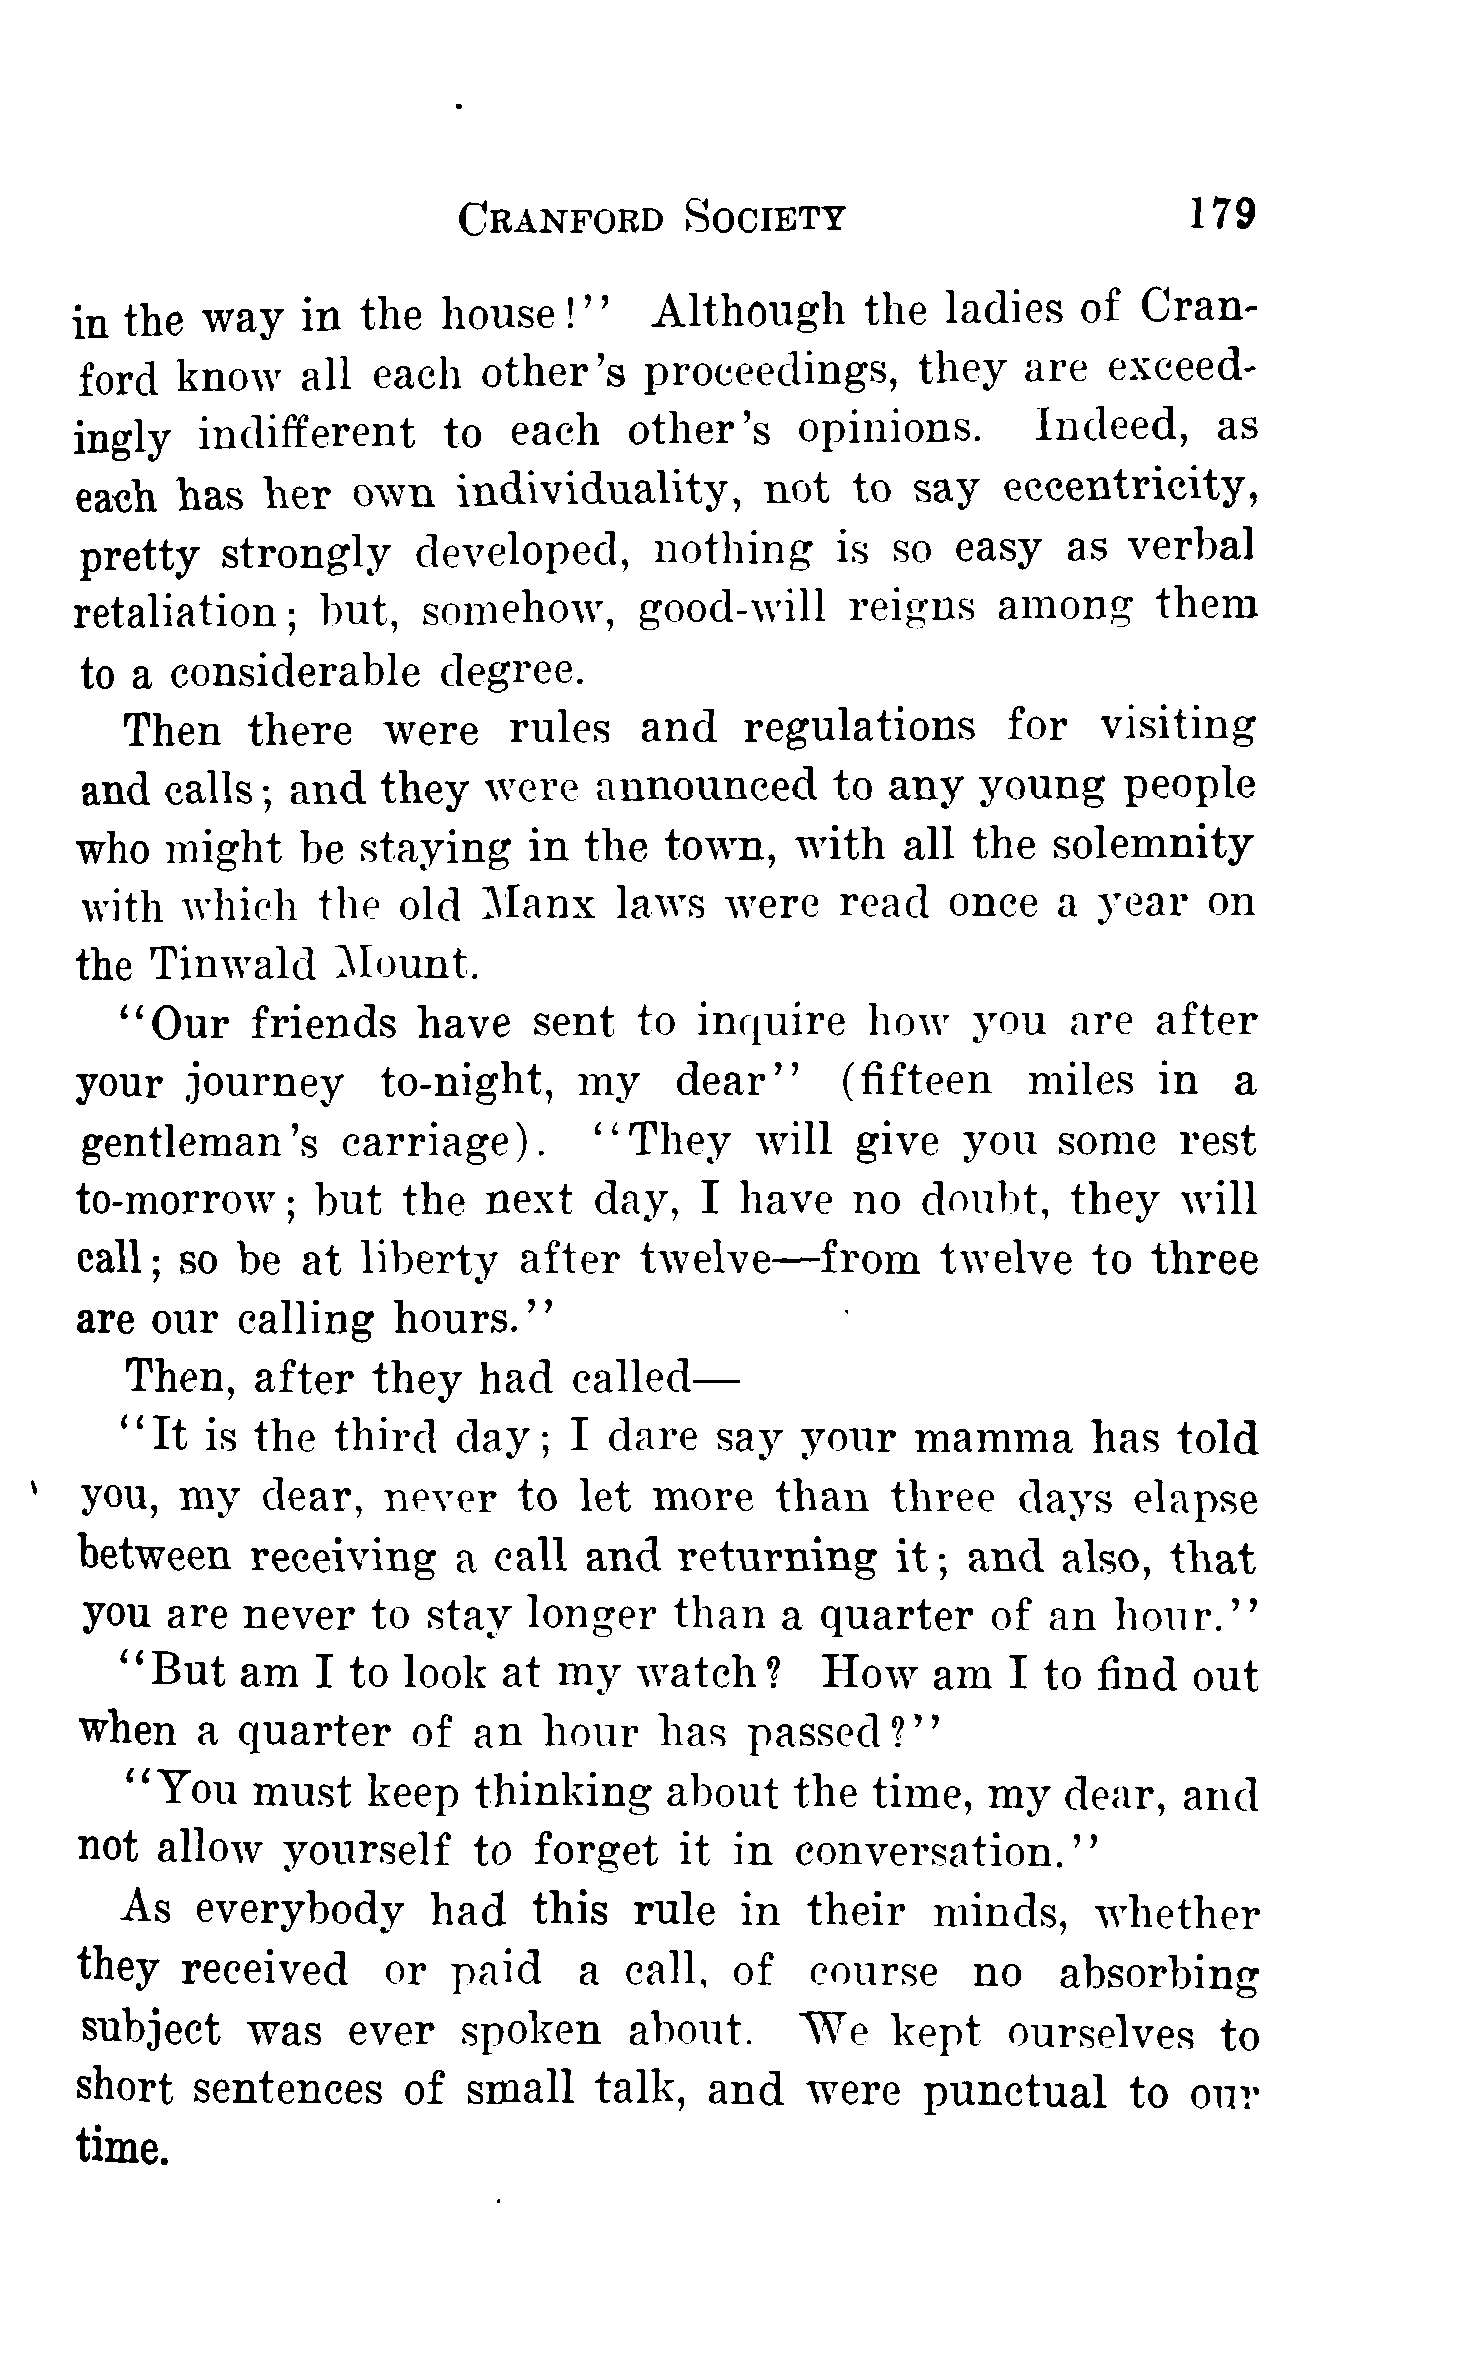 CRANFORD SOCIETY 179
in the way in the house!" Although the ladies of Cran-
ford know all each other's proceedings, they are exceed-
ingly indifferent to each other's opinions. Indeed, as
each has her own individuality, not to say eccentricity,
pretty strongly developed, nothing is so easy as verbal
retaliation; but, somehow, good-will reigns among them
to a considerable degree.
Then there were rules and regulations for visiting
and calls; and they were announced to any young people
who might be staying in the town, with all the solemnity
with which the old Manx laws were read once a year on
the Tinwald Mount.
"Our friends have sent to inquire how you are after
your journey to-night, my dear" (fifteen miles in a
gentleman's carriage). "They will give you some rest
to-morrow; but the next day, I have no doubt, they will
call; so be at liberty after twelve—from twelve to three
are our calling hours."
Then, after they had called—
"It is the third day; I dare say your mamma has told
you, my dear, never to let more than three days elapse
between receiving a call and returning it; and also, that
you are never to stay longer than a quarter of an hour."
"But am I to look at my watch? How am I to find out
when a quarter of an hour has passed?"
"You must keep thinking about the time, my dear, and
not allow yourself to forget it in conversation."
As everybody had this rule in their minds, whether
they received or paid a call, of course no absorbing
subject was ever spoken about. We kept ourselves to
short sentences of small talk, and were punctual to our
time.